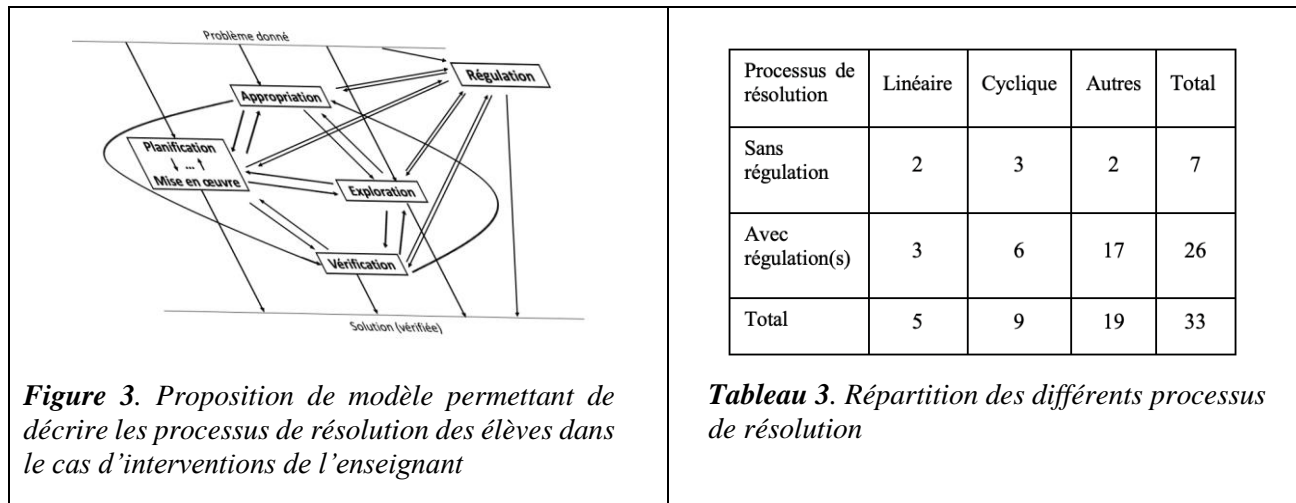 Problème donné
Régulation
Appropriation
Planification
...
Mise en œuvre
Exploration
Vérification
Solution (vérifiée)
Figure 3. Proposition de modèle permettant de
décrire les processus de résolution des élèves dans
le cas d'interventions de l'enseignant
Processus de
résolution
Linéaire
Cyclique
Autres
Total
Sans
régulation
2
3
2
7
Avec
régulation(s)
3
6
17
26
Total
5
9
19
33
Tableau 3. Répartition des différents processus
de résolution